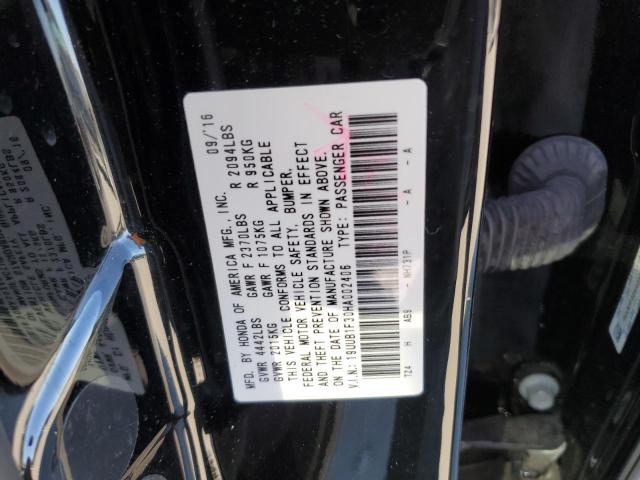 MFD. BY HONDA OF AMERICA MFG., INC. 09/'16
GVWR 4442LBS GAWR F 2370LBS R 2094LBS
GVWR 2015KG GAWR F 1075KG R 950KG
THIS VEHICLE CONFORMS TO ALL APPLICABLE
FEDERAL MOTOR VEHICLE SAFETY, BUMPER,
AND THEFT PREVENTION STANDARDS IN EFFECT
ON THE DATE OF MANUFACTURE SHOWN ABOVE.
V.I.N.: 19UUB1F30HA002406 TYPE: PASSENGER CAR
TZ4 H AB9 - NH731P - A - A